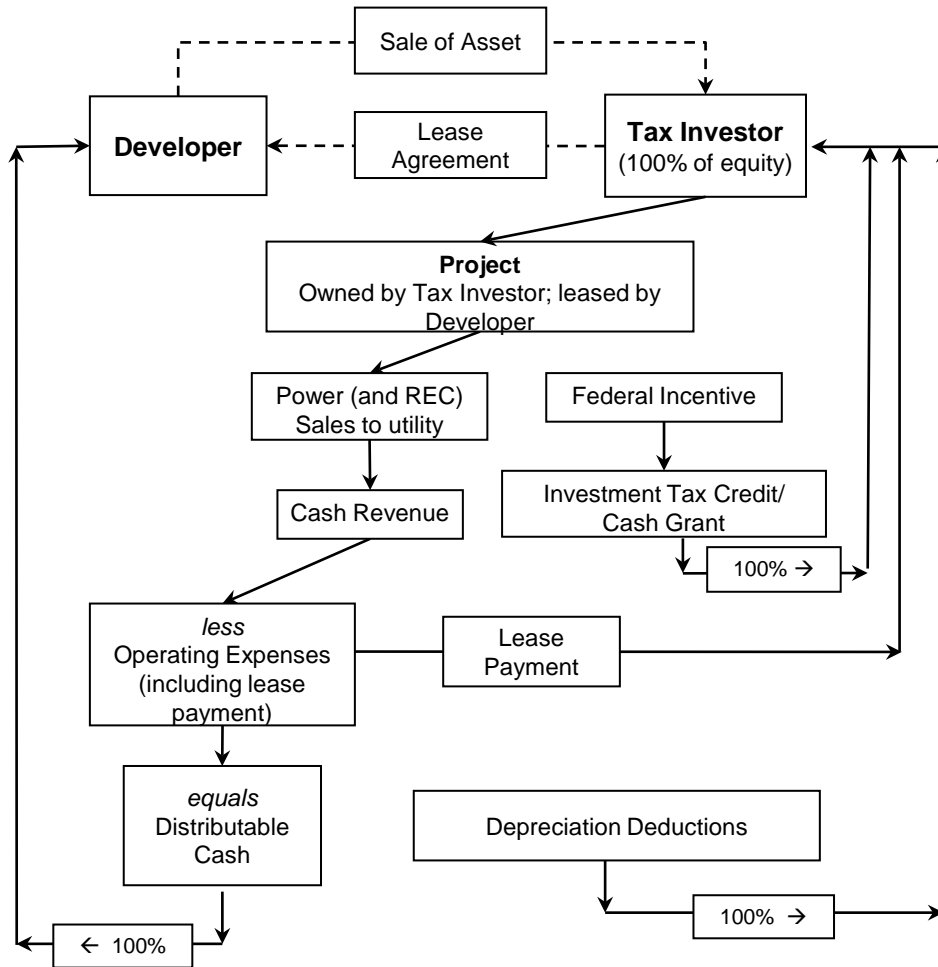 Sale of Asset
Developer
Lease
Agreement
Tax Investor
(100% of equity)
Project
Owned by Tax Investor; leased by
Developer
Power (and REC)
Sales to utility
Federal Incentive
Cash Revenue
Investment Tax Credit/
Cash Grant
100% →
less
Operating Expenses
(including lease
payment)
Lease
Payment
equals
Distributable
Cash
Depreciation Deductions
100% →
← 100%